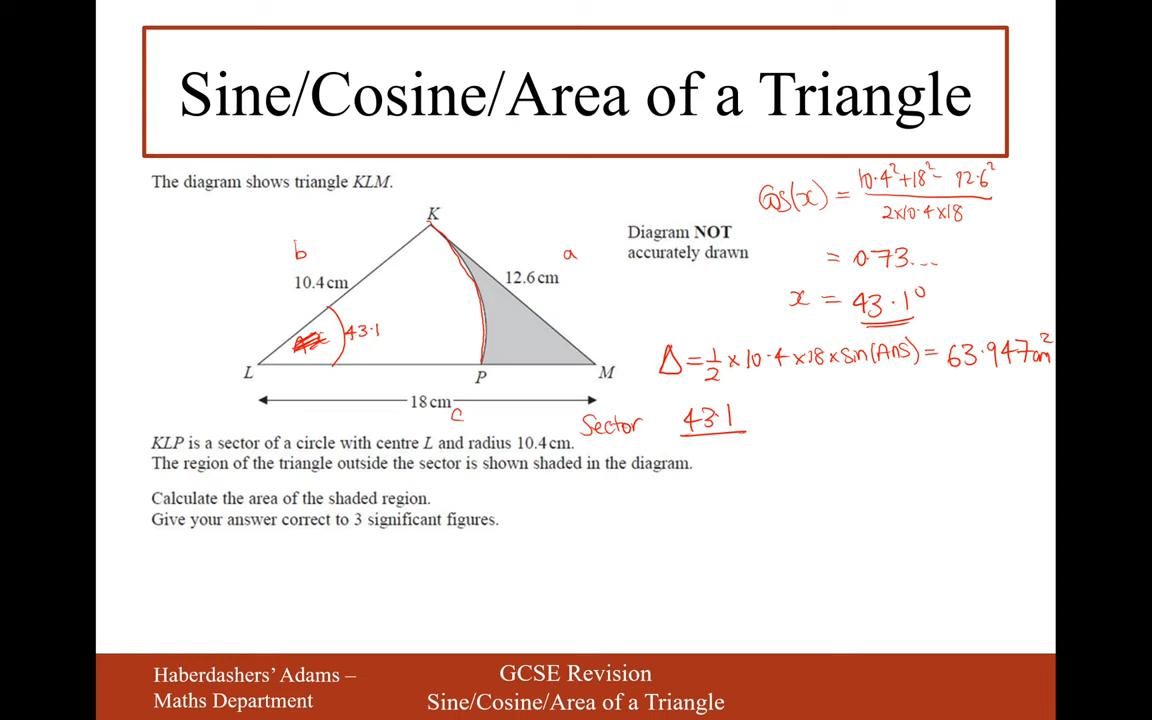 Sine/Cosine/Area of a Triangle
The diagram shows triangle KLM.
K
b
a
10.4 cm
12.6 cm
Diagram NOT
accurately drawn
43.1
L
P
M
18 cm
c
KLP is a sector of a circle with centre L and radius 10.4 cm.
The region of the triangle outside the sector is shown shaded in the diagram.
Calculate the area of the shaded region.
Give your answer correct to 3 significant figures.
Cos(x) = 10.4² + 18² - 12.6²
2 x 10.4 x 18
= 0.73...
x = 43.1°
Δ = 1/2 x 10.4 x 18 x Sin(Ans) = 63.947cm²
Sector 43.1
Haberdashers' Adams –
Maths Department
GCSE Revision
Sine/Cosine/Area of a Triangle